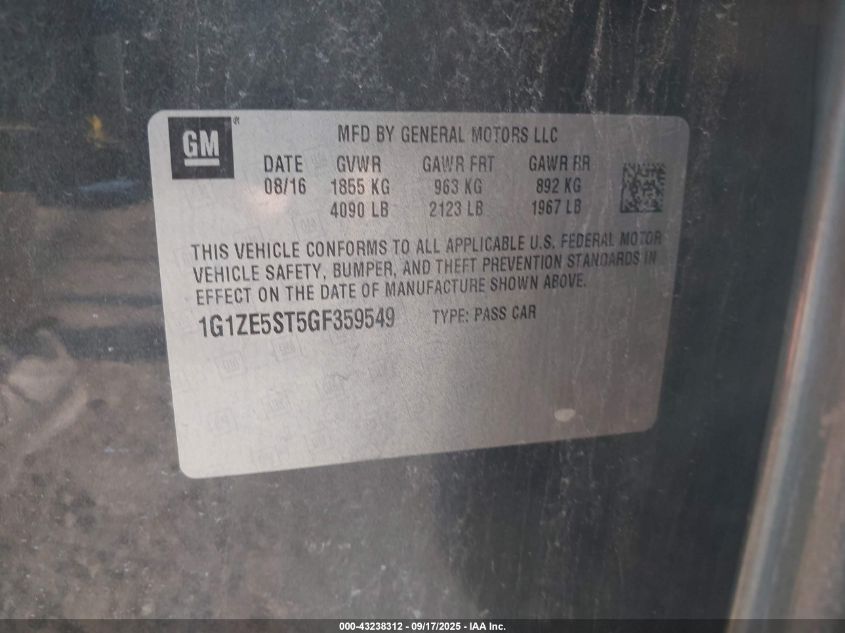 GM®
MFD BY GENERAL MOTORS LLC
DATE GVWR GAWR FRT GAWR RR
08/16 1855 KG 963 KG 892 KG
4090 LB 2123 LB 1967 LB
THIS VEHICLE CONFORMS TO ALL APPLICABLE U.S. FEDERAL MOTOR
VEHICLE SAFETY, BUMPER, AND THEFT PREVENTION STANDARDS IN
EFFECT ON THE DATE OF MANUFACTURE SHOWN ABOVE.
1G1ZE5ST5GF359549 TYPE: PASS CAR
000-43238312 - 09/17/2025 - IAA Inc.